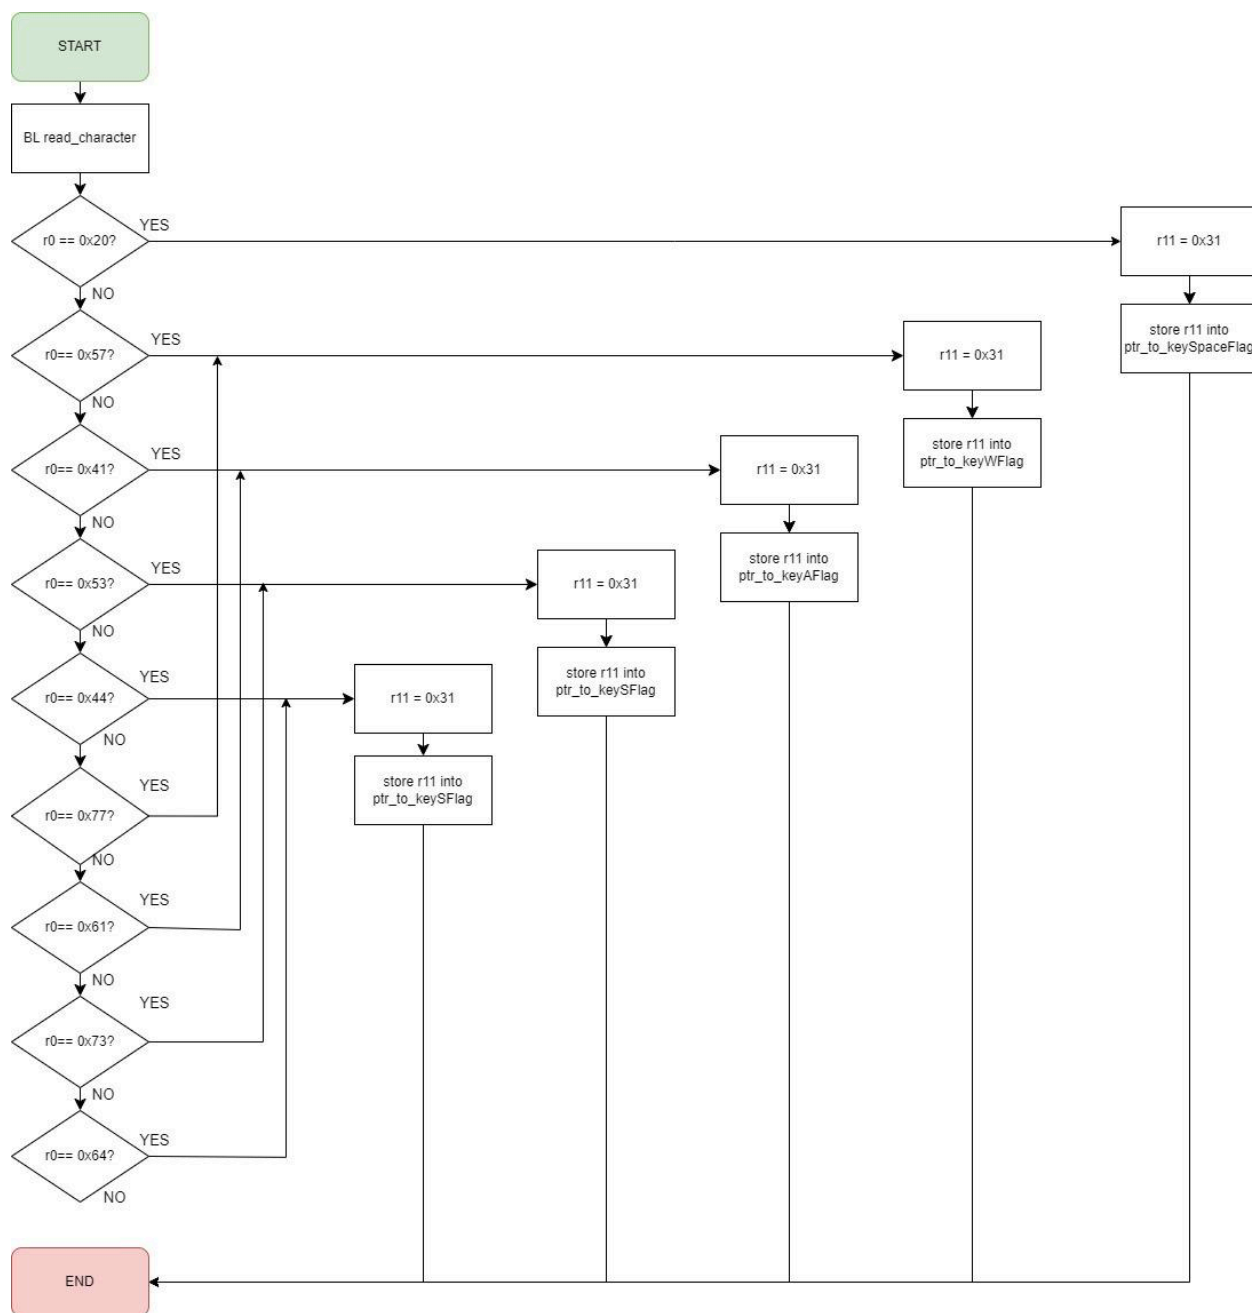 START
BL read_character
r0 == 0x20?
YES
r11 = 0x31
NO
store r11 into
ptr_to_keySpaceFlag
r0== 0x57?
YES
r11 = 0x31
NO
store r11 into
ptr_to_keyWFlag
r0== 0x41?
YES
r11 = 0x31
NO
store r11 into
ptr_to_keyAFlag
r0== 0x53?
YES
r11 = 0x31
NO
store r11 into
ptr_to_keySFlag
r0== 0x44?
YES
r11 = 0x31
NO
store r11 into
ptr_to_keySFlag
r0== 0x77?
YES
NO
r0== 0x61?
YES
NO
r0== 0x73?
YES
NO
r0== 0x64?
YES
NO
END